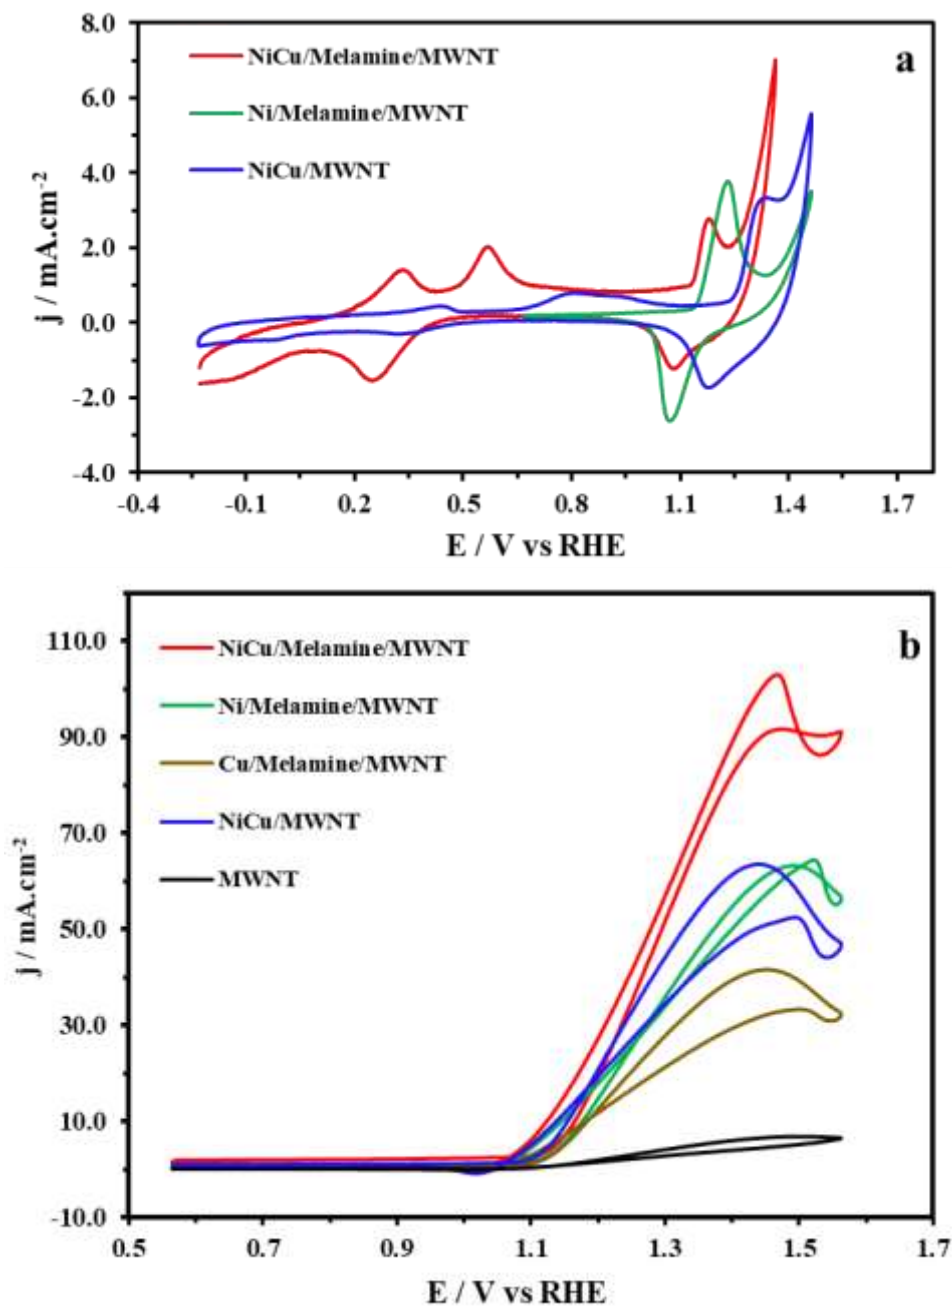 a
8.0
6.0
4.0
2.0
0.0
-2.0
-4.0
j / mA.cm-2
NiCu/Melamine/MWNT
Ni/Melamine/MWNT
NiCu/MWNT
-0.4 -0.1 0.2 0.5 0.8 1.1 1.4 1.7
E / V vs RHE
b
110.0
90.0
70.0
50.0
30.0
10.0
-10.0
j / mA.cm-2
NiCu/Melamine/MWNT
Ni/Melamine/MWNT
Cu/Melamine/MWNT
NiCu/MWNT
MWNT
0.5 0.7 0.9 1.1 1.3 1.5 1.7
E / V vs RHE